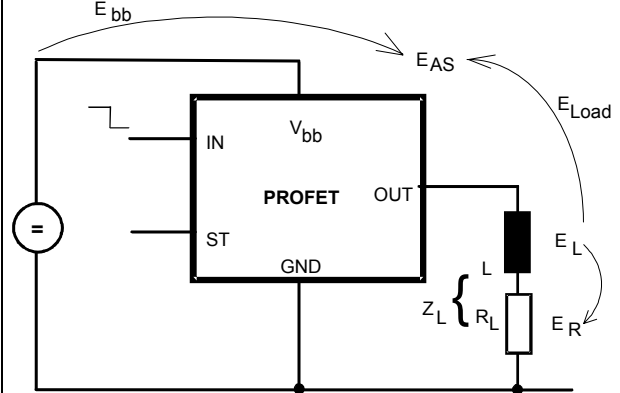 E bb
E AS
E Load
IN
V bb
PROFET
OUT
=
ST
GND
L
E L
Z L { R L
E R